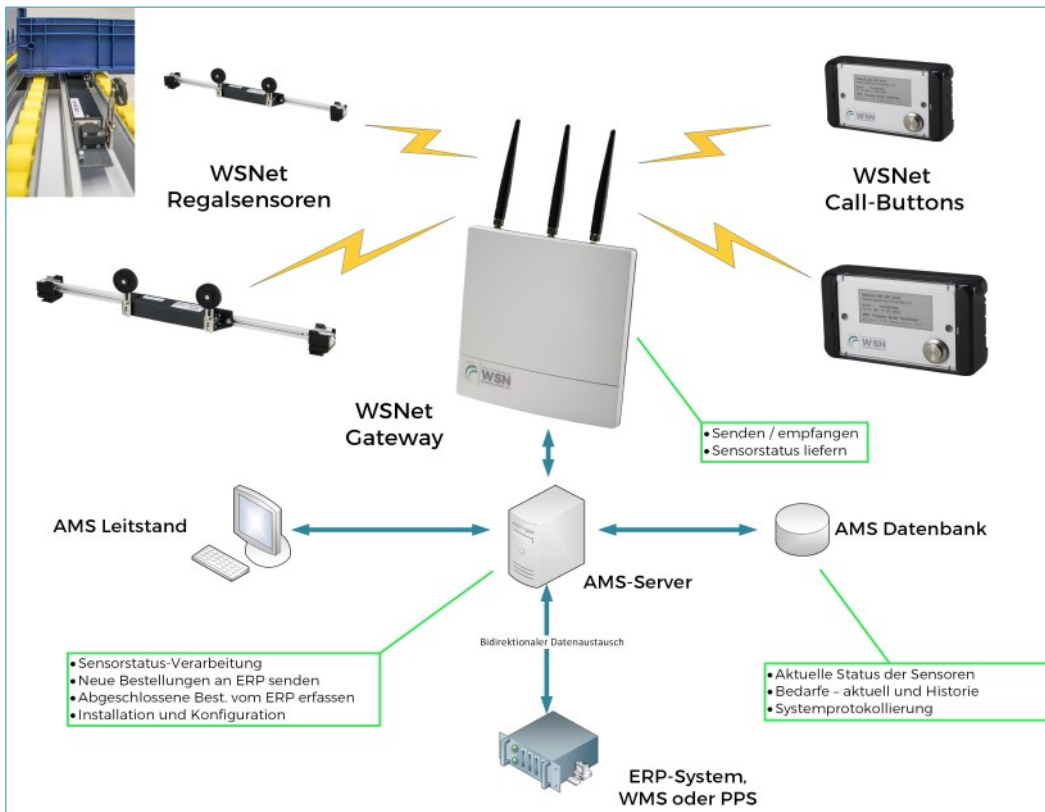 WSNet
Regalsensoren
WSNet
Call-Buttons
WSN
WSN
WSN
WSNet
Gateway
• Senden / empfangen
• Sensorstatus liefern
AMS Leitstand
AMS Datenbank
AMS-Server
Bidirektionaler Datenaustausch
• Sensorstatus-Verarbeitung
• Neue Bestellungen an ERP senden
• Abgeschlossene Best. vom ERP erfassen
• Installation und Konfiguration
• Aktuelle Status der Sensoren
• Bedarfe – aktuell und Historie
• Systemprotokollierung
ERP-System,
WMS oder PPS